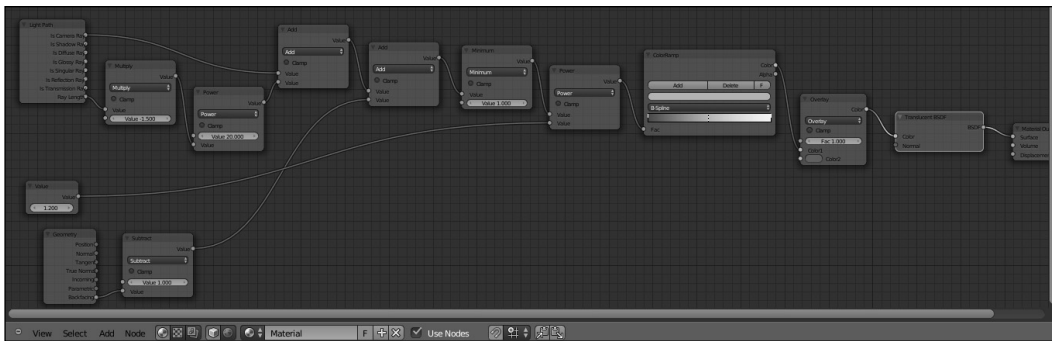 Light Path
Is Camera Ray
Is Shadow Ray
Is Diffuse Ray
Is Glossy Ray
Is Singular Ray
Is Reflection Ray
Is Transmission Ray
Ray Length
Multiply
Value
Multiply
Clamp
Value
Value -1.500
Power
Value
Power
Clamp
Value 20.000
Value
Add
Value
Add
Clamp
Value
Value
Add
Value
Add
Clamp
Value
Value
Minimum
Value
Minimum
Clamp
Value
Value 1.000
Power
Value
Power
Clamp
Value
Value
ColorRamp
Color
Alpha
Add Delete F
B-Spline
Fac
Overlay
Color
Overlay
Clamp
Fac 1.000
Color1
Color2
Translucent BSDF
BSDF
Color
Normal
Surface
Volume
Value
Value
1.200
Geometry
Position
Normal
Tangent
True Normal
Incoming
Parametric
Backfacing
Subtract
Value
Subtract
Clamp
Value 1.000
Value
View Select Add Node Material F Use Nodes